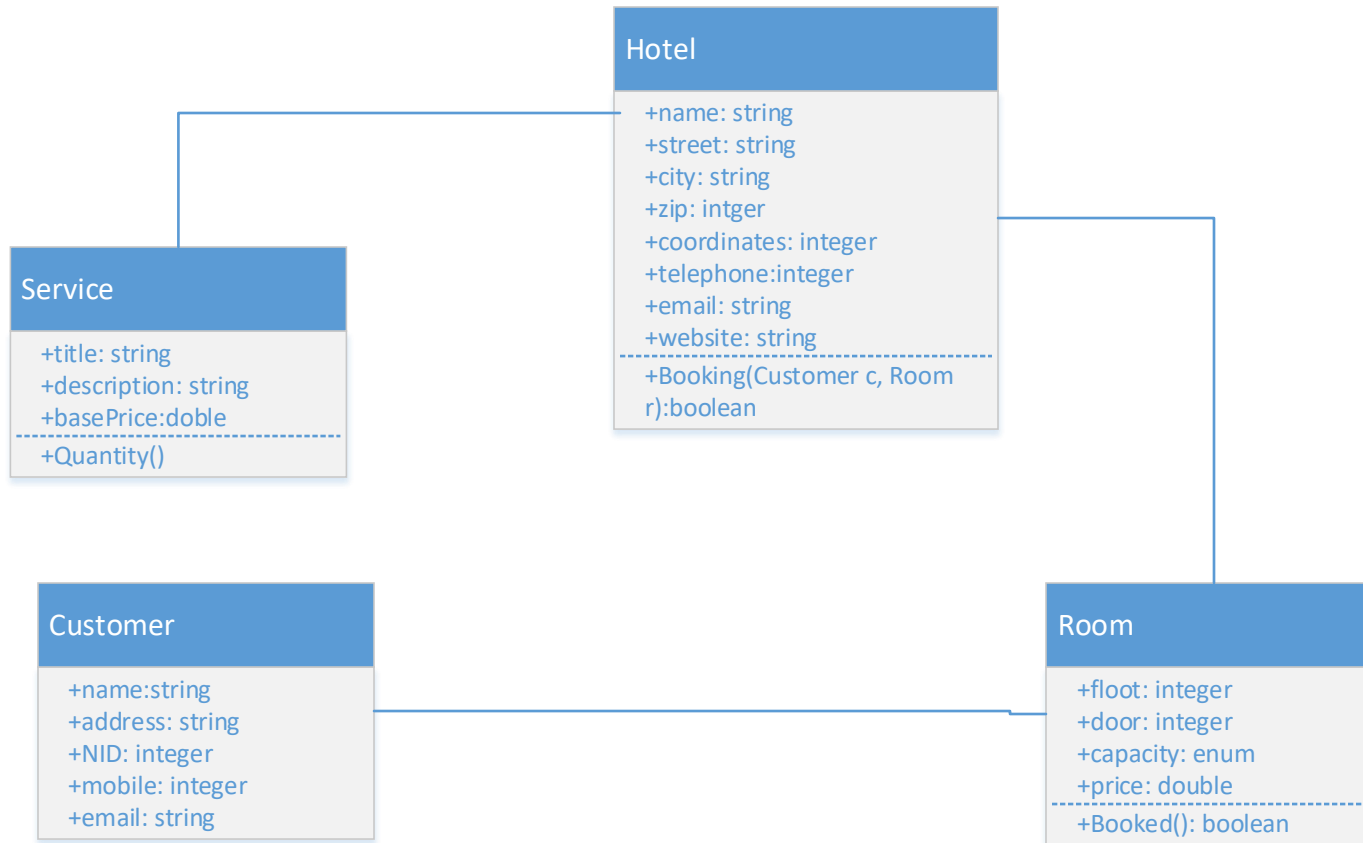 Hotel
+name: string
+street: string
+city: string
+zip: intger
+coordinates: integer
+telephone:integer
+email: string
+website: string
+Booking(Customer c, Room
r):boolean
Service
+title: string
+description: string
+basePrice:doble
+Quantity()
Customer
+name:string
+address: string
+NID: integer
+mobile: integer
+email: string
Room
+floot: integer
+door: integer
+capacity: enum
+price: double
+Booked(): boolean